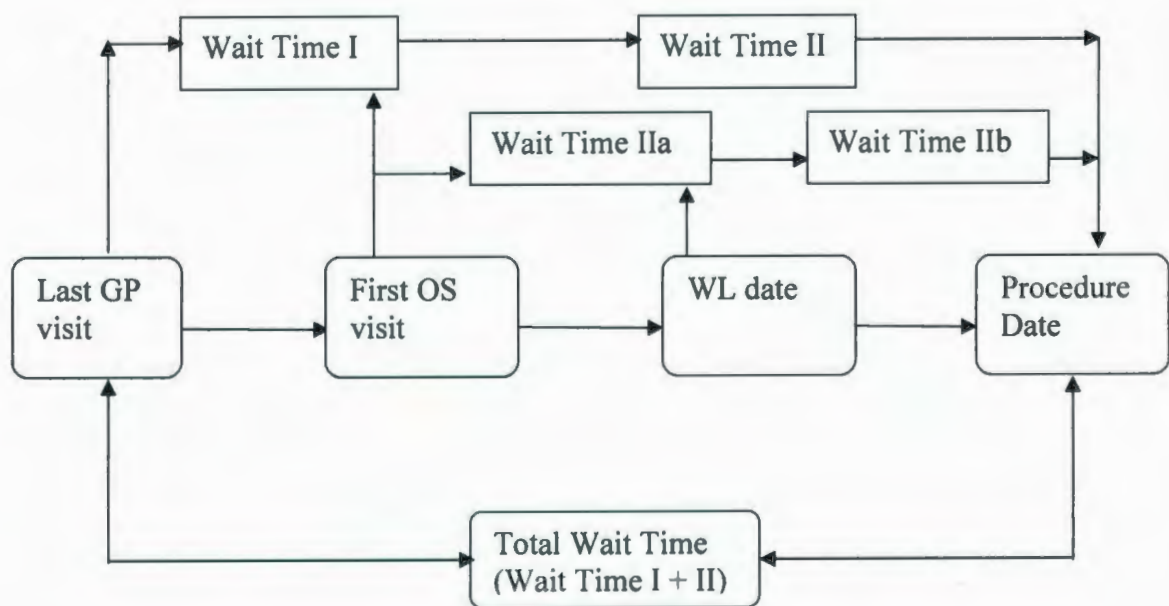 Wait Time I
Wait Time II
Wait Time IIa
Wait Time IIb
Last GP
visit
First OS
visit
WL date
Procedure
Date
Total Wait Time
(Wait Time I + II)